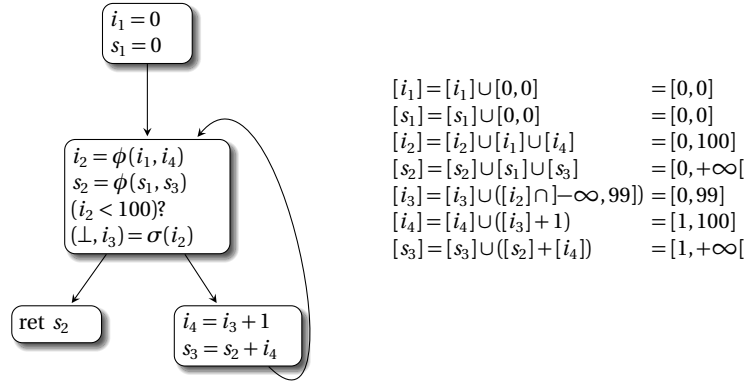 i₁ = 0
s₁ = 0
i₂ = ϕ(i₁, i₄)
s₂ = ϕ(s₁, s₃)
(i₂ < 100)?
(⊥, i₃) = σ(i₂)
ret s₂
i₄ = i₃ + 1
s₃ = s₂ + i₄
[i₁] = [i₁] ∪ [0, 0] = [0, 0]
[s₁] = [s₁] ∪ [0, 0] = [0, 0]
[i₂] = [i₂] ∪ [i₁] ∪ [i₄] = [0, 100]
[s₂] = [s₂] ∪ [s₁] ∪ [s₃] = [0, +∞[
[i₃] = [i₃] ∪ ([i₂] ∩ ]−∞, 99]) = [0, 99]
[i₄] = [i₄] ∪ ([i₃] + 1) = [1, 100]
[s₃] = [s₃] ∪ ([s₂] + [i₄]) = [1, +∞[